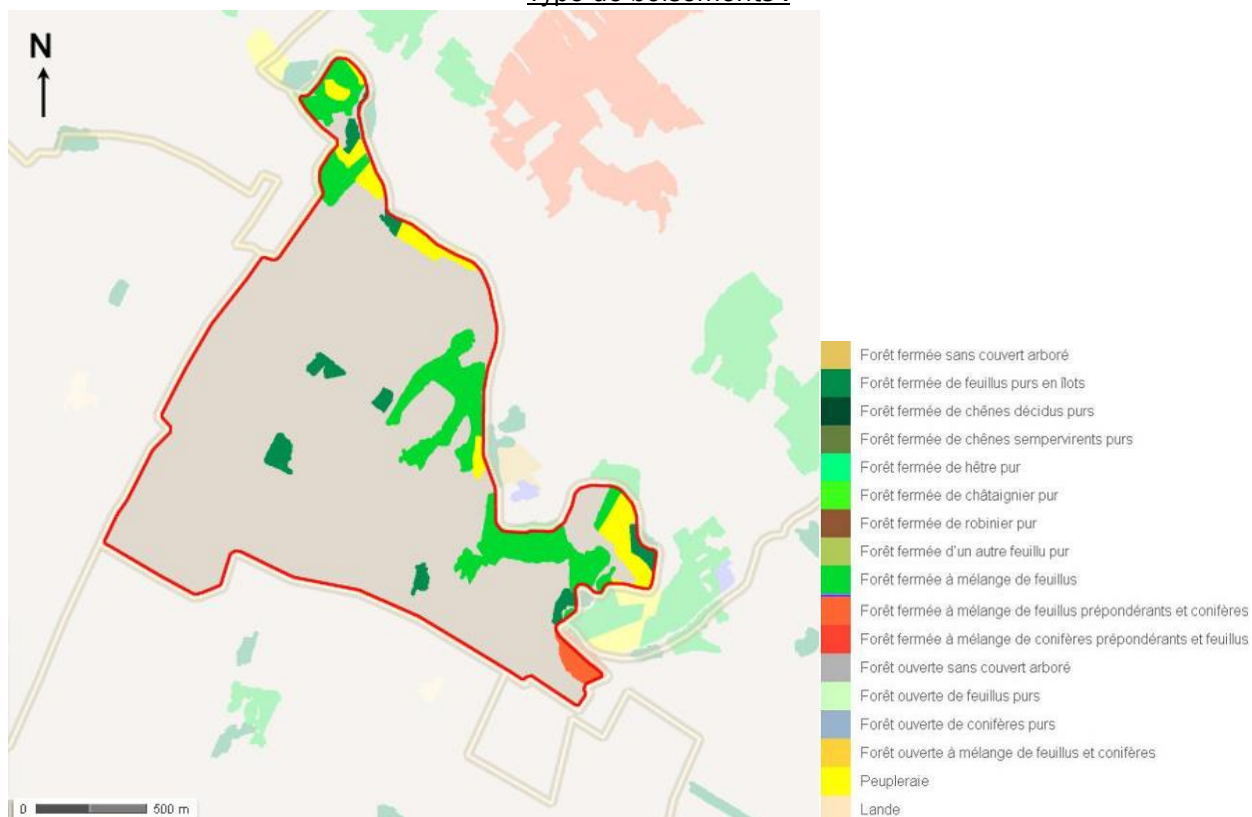 Type de boisements :
N
Forêt fermée sans couvert arboré
Forêt fermée de feuillus purs en îlots
Forêt fermée de chênes décidus purs
Forêt fermée de chênes sempervirents purs
Forêt fermée de hêtre pur
Forêt fermée de châtaignier pur
Forêt fermée de robinier pur
Forêt fermée d'un autre feuillu pur
Forêt fermée à mélange de feuillus
Forêt fermée à mélange de feuillus prépondérants et conifères
Forêt fermée à mélange de conifères prépondérants et feuillus
Forêt ouverte sans couvert arboré
Forêt ouverte de feuillus purs
Forêt ouverte de conifères purs
Forêt ouverte à mélange de feuillus et conifères
Peupleraie
Lande
0 500 m